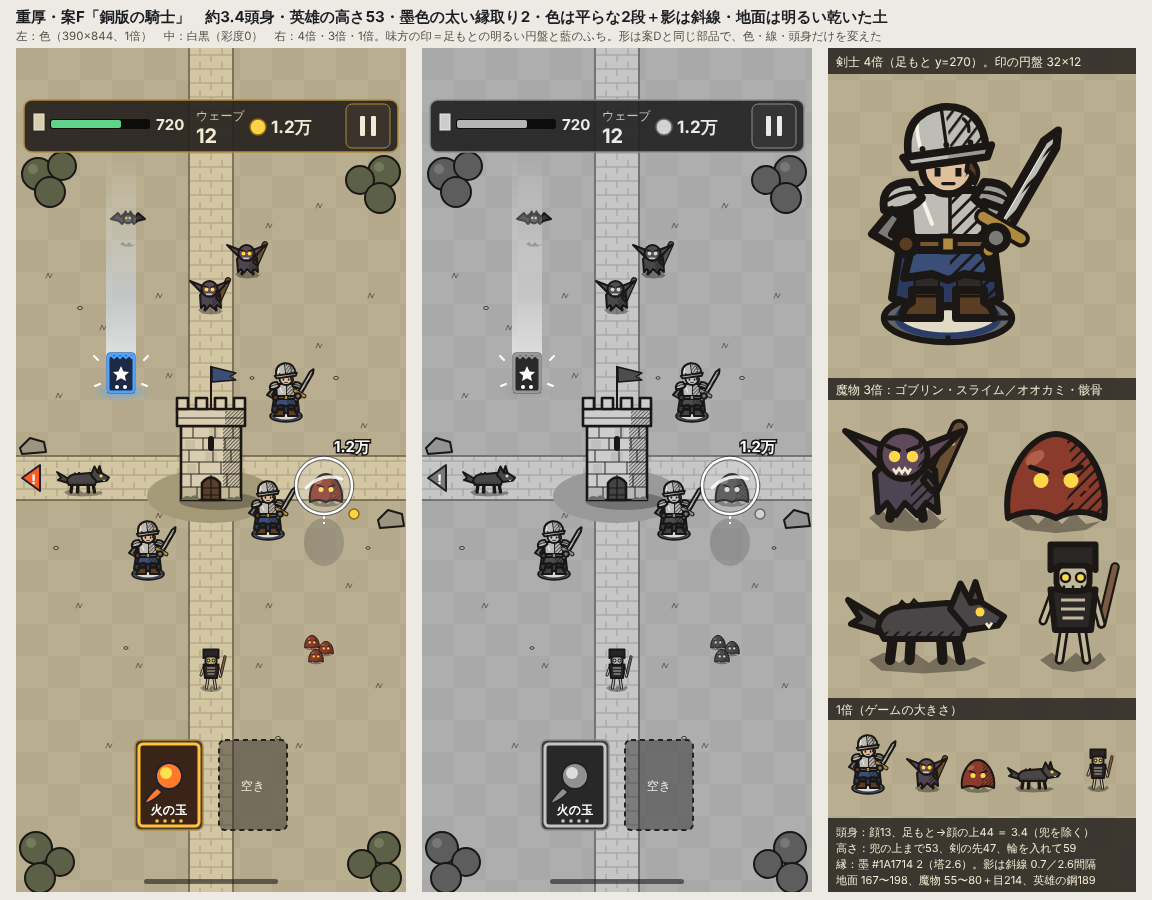 重厚・案F「銅版の騎士」　約3.4頭身・英雄の高さ53・墨色の太い縁取り2・色は平らな2段＋影は斜線・地面は明るい乾いた土
左：色（390×844、1倍）　中：白黒（彩度0）　右：4倍・3倍・1倍。味方の印＝足もとの明るい円盤と藍のふち。形は案Dと同じ部品で、色・線・頭身だけを変えた
720
ウェーブ
12
1.2万
1.2万
!
火の玉
空き
720
ウェーブ
12
1.2万
1.2万
!
火の玉
空き
剣士 4倍（足もと y=270）。印の円盤 32×12
魔物 3倍：ゴブリン・スライム／オオカミ・骸骨
1倍（ゲームの大きさ）
頭身：顔13、足もと→顔の上44 ＝ 3.4（兜を除く）
高さ：兜の上まで53、剣の先47、輪を入れて59
縁：墨 #1A1714 2（塔2.6）。影は斜線 0.7／2.6間隔
地面 167〜198、魔物 55〜80＋目214、英雄の鋼189